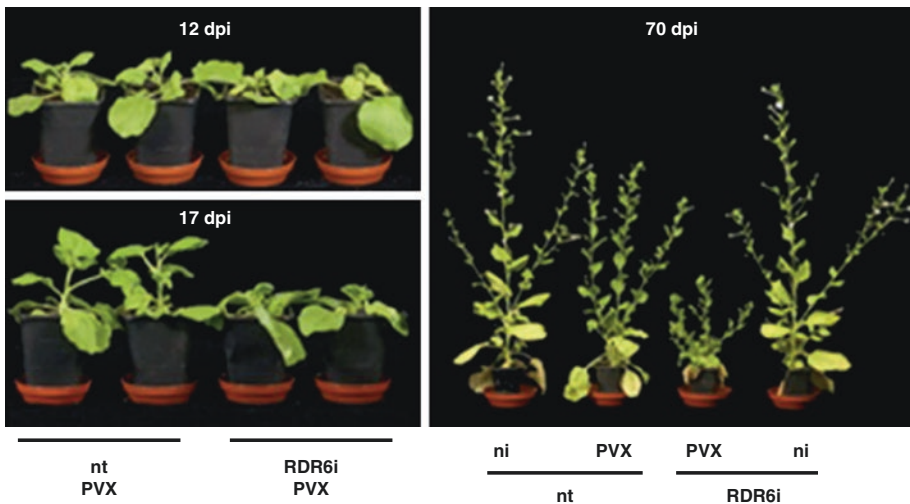 12 dpi
70 dpi
17 dpi
nt
PVX
RDR6i
PVX
ni
PVX
PVX
ni
nt
RDR6i